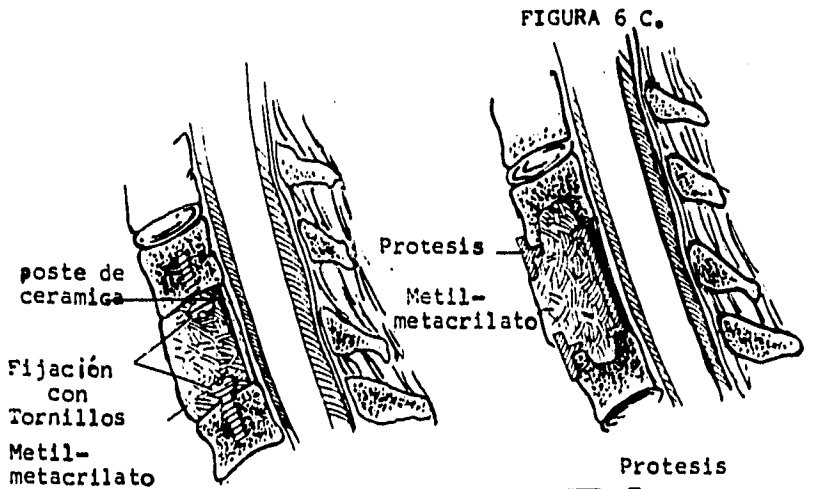 FIGURA 6 C.
poste de
ceramica
Fijación
con
Tornillos
Metil-
metacrilato
Protesis
Metil-
metacrilato
Protesis